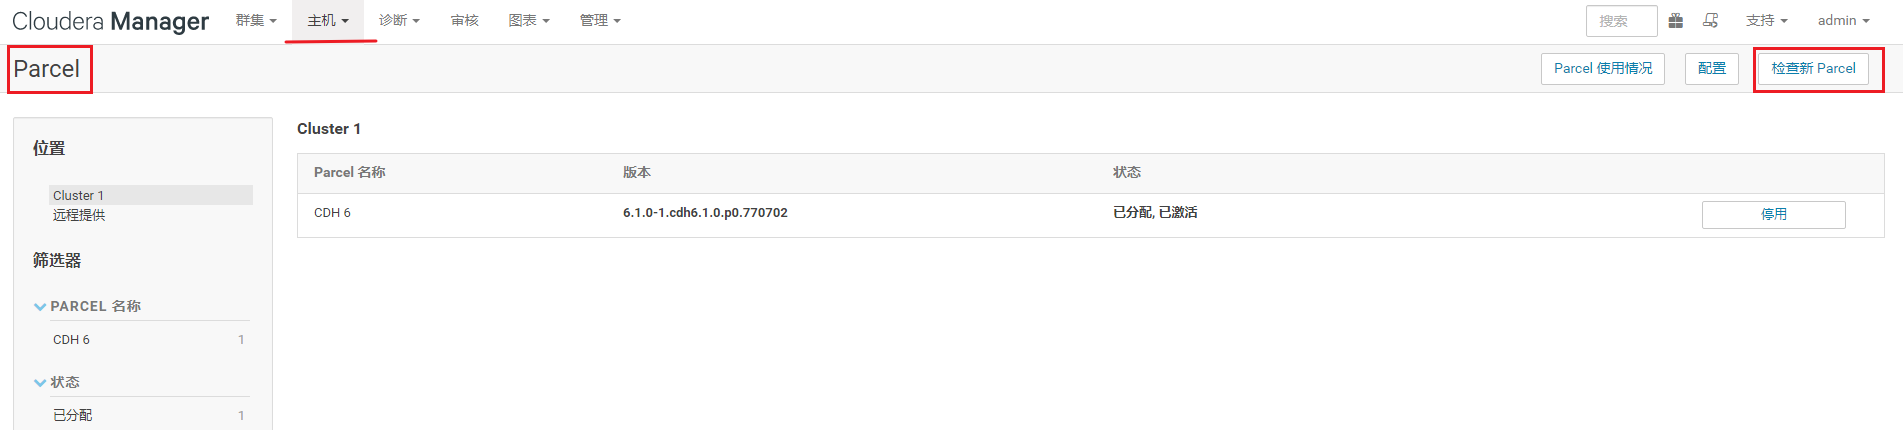 Cloudera Manager 群集 主机 诊断 审核 图表 管理 搜索 支持 admin
Parcel Parcel 使用情况 配置 检查新 Parcel
位置
Cluster 1
远程提供
筛选器
PARCEL 名称
CDH 6 1
状态
已分配 1
Cluster 1
Parcel 名称 版本 状态
CDH 6 6.1.0-1.cdh6.1.0.p0.770702 已分配, 已激活 停用